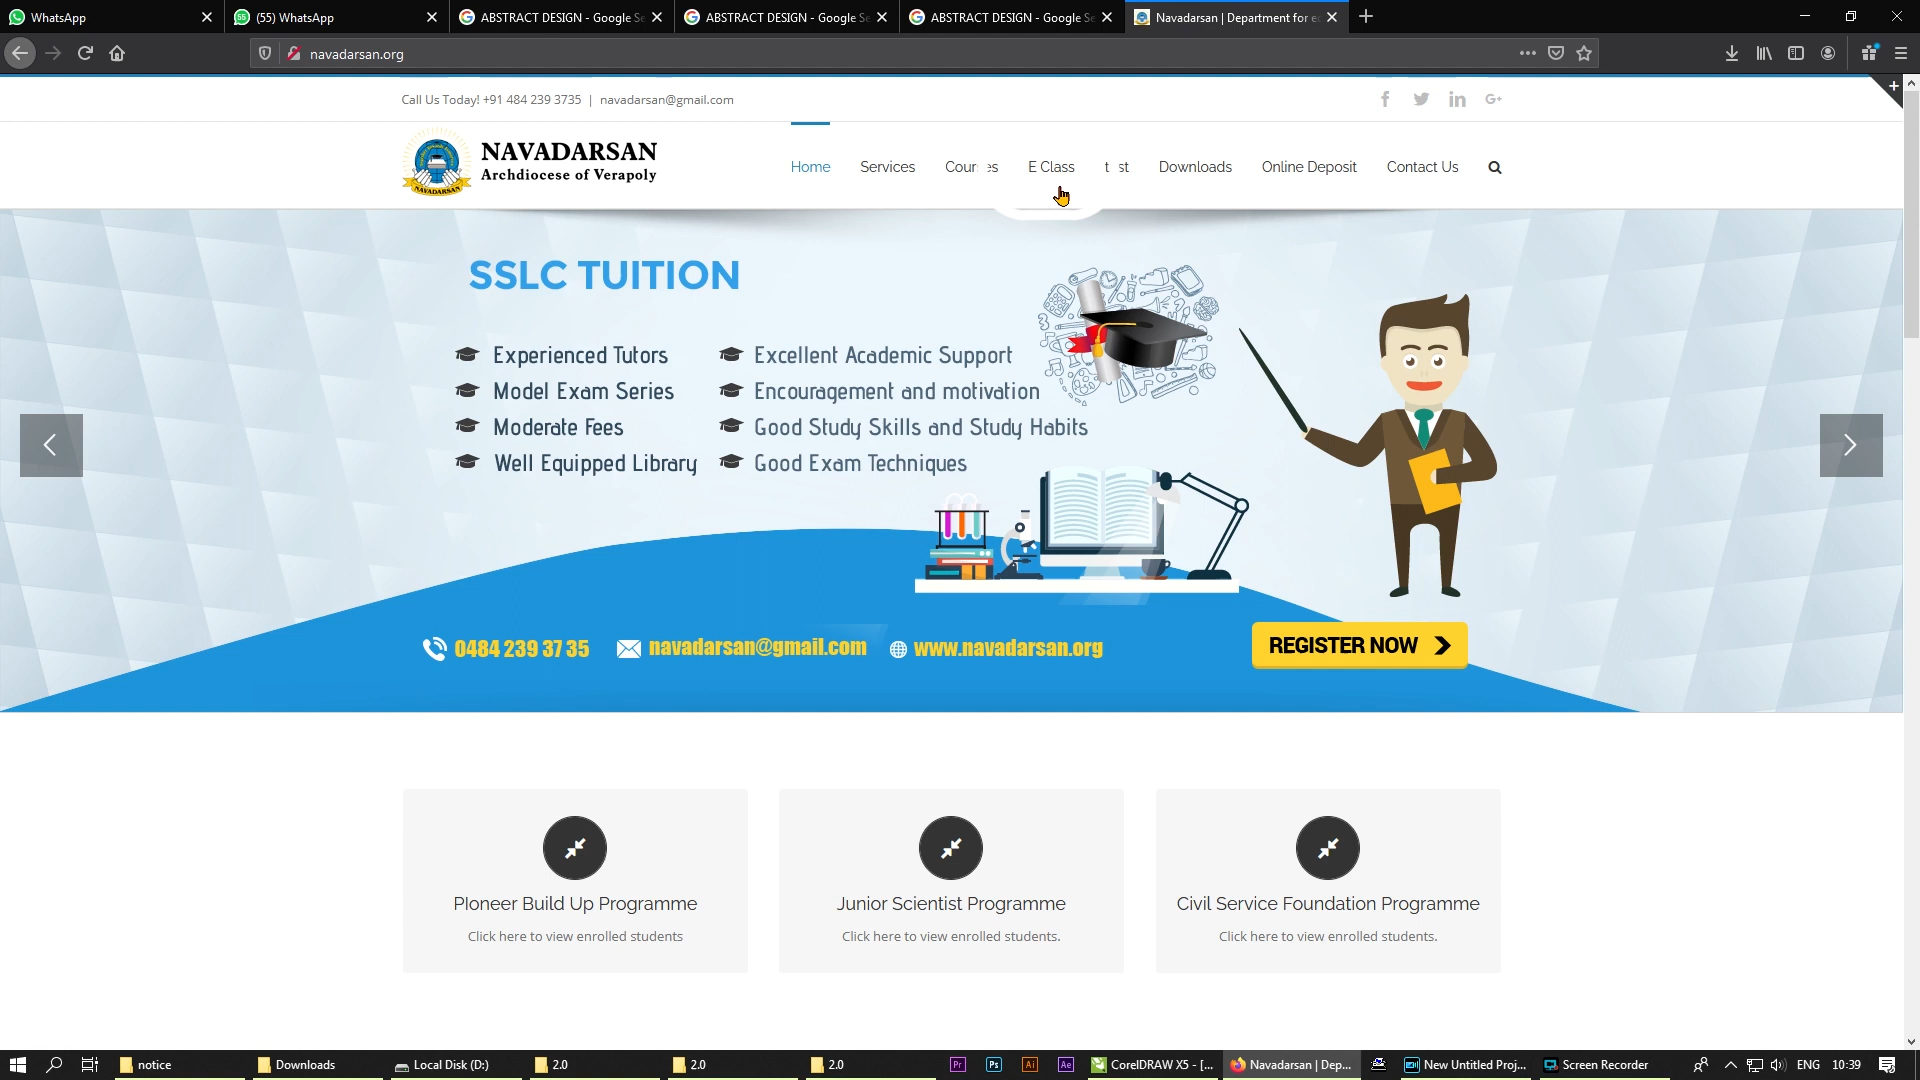 WhatsApp
(55) WhatsApp
ABSTRACT DESIGN - Google Se
ABSTRACT DESIGN - Google Se
ABSTRACT DESIGN - Google Se
Navadarsan | Department for e
navadarsan.org
Call Us Today! +91 484 239 3735 | navadarsan@gmail.com
NAVADARSAN
Archdiocese of Verapoly
NAVADARSAN
Home
Services
Courses
E Class
Downloads
Online Deposit
Contact Us
SSLC TUITION
Experienced Tutors
Excellent Academic Support
Model Exam Series
Encouragement and motivation
Moderate Fees
Good Study Skills and Study Habits
Well Equipped Library
Good Exam Techniques
0484 239 37 35
navadarsan@gmail.com
www.navadarsan.org
REGISTER NOW
PIoneer Build Up Programme
Click here to view enrolled students
Junior Scientist Programme
Click here to view enrolled students.
Civil Service Foundation Programme
Click here to view enrolled students.
notice
Downloads
Local Disk (D:)
2.0
2.0
2.0
Pr
Ps
Ai
Ae
CorelDRAW X5 - [...
Navadarsan | Dep...
New Untitled Proj...
Screen Recorder
ENG
10:39